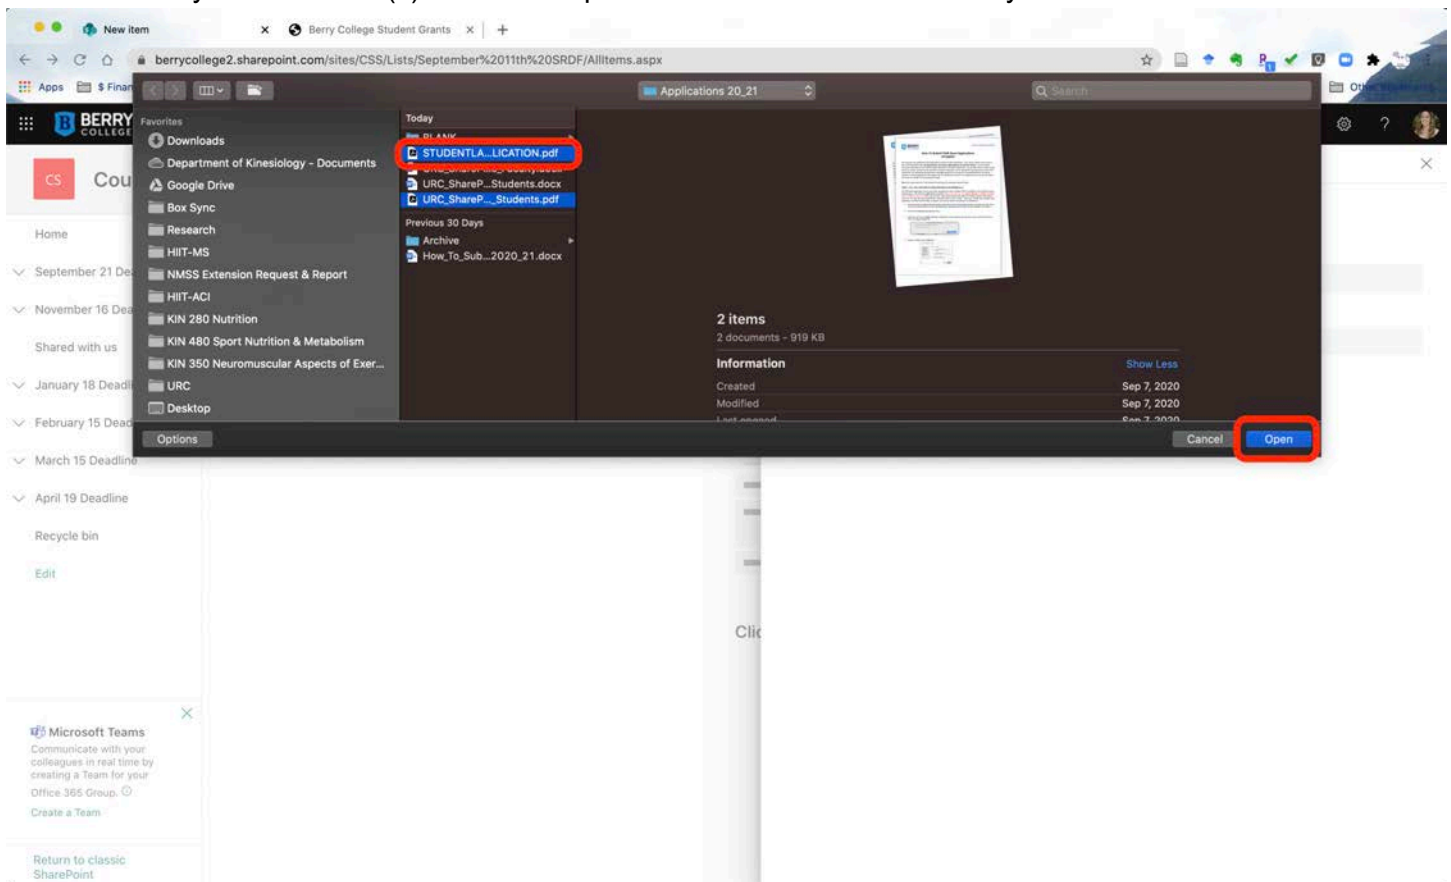 New item
Berry College Student Grants
berrycollege2.sharepoint.com/sites/CSS/Lists/September%2011th%20SRDF/AllItems.aspx
Apps
$ Finan
Applications 20_21
Search
BERRY
COLLEGE
CS
Cou
Home
September 21 De
November 16 Dea
Shared with us
January 18 Deadli
February 15 Dead
March 15 Deadline
April 19 Deadline
Recycle bin
Edit
Favorites
Downloads
Department of Kinesiology - Documents
Google Drive
Box Sync
Research
HIIT-MS
NMSS Extension Request & Report
HIIT-ACI
KIN 280 Nutrition
KIN 480 Sport Nutrition & Metabolism
KIN 350 Neuromuscular Aspects of Exer...
URC
Desktop
Options
Today
BLANK
STUDENTLA...LICATION.pdf
URC_ShareP...Students.docx
URC_ShareP..._Students.pdf
Previous 30 Days
Archive
How_To_Sub...2020_21.docx
2 items
2 documents - 919 KB
Information
Show Less
Created
Sep 7, 2020
Modified
Sep 7, 2020
Last opened
Sep 7, 2020
Cancel
Open
Clic
Microsoft Teams
Communicate with your
colleagues in real time by
creating a Team for your
Office 365 Group.
Create a Team
Return to classic
SharePoint